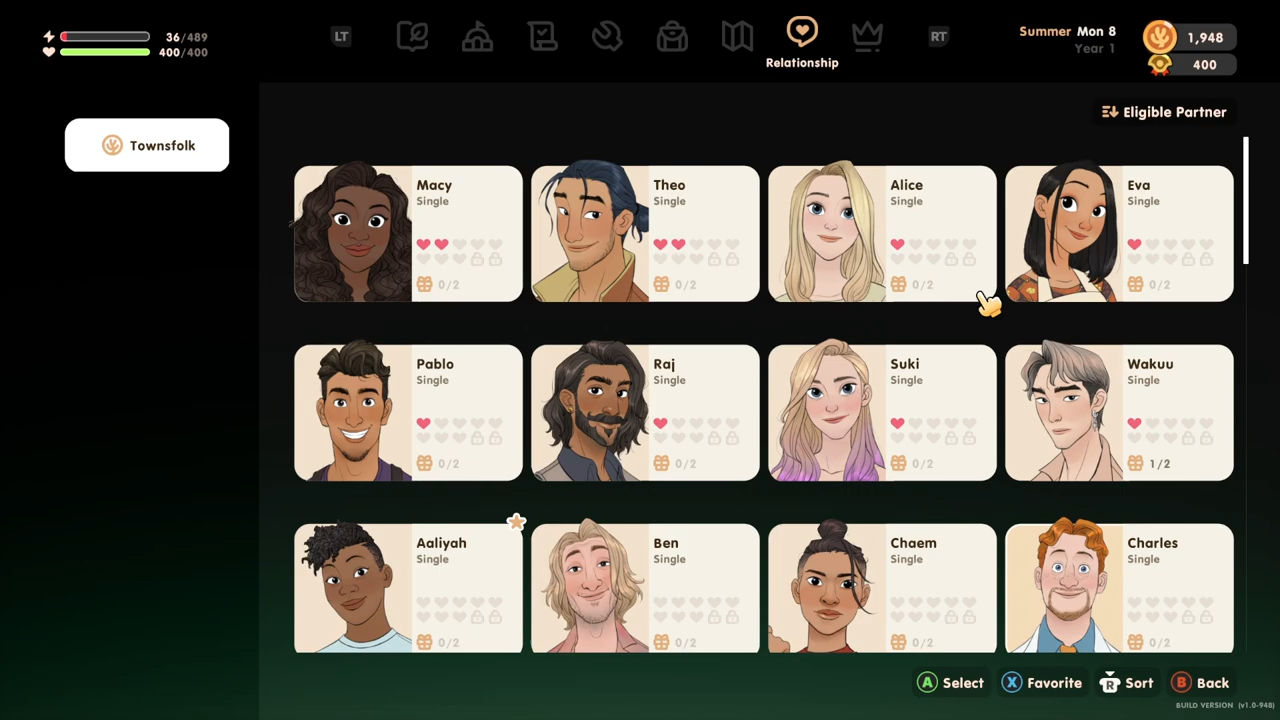 36/489
400/400
LT
RT
Relationship
Summer Mon 8
Year 1
1,948
400
Townsfolk
Eligible Partner
Macy
Single
0/2
Theo
Single
0/2
Alice
Single
0/2
Eva
Single
0/2
Pablo
Single
0/2
Raj
Single
0/2
Suki
Single
0/2
Wakuu
Single
1/2
Aaliyah
Single
0/2
Ben
Single
0/2
Chaem
Single
0/2
Charles
Single
0/2
A Select
X Favorite
R Sort
B Back
BUILD VERSION (v1.0-948)